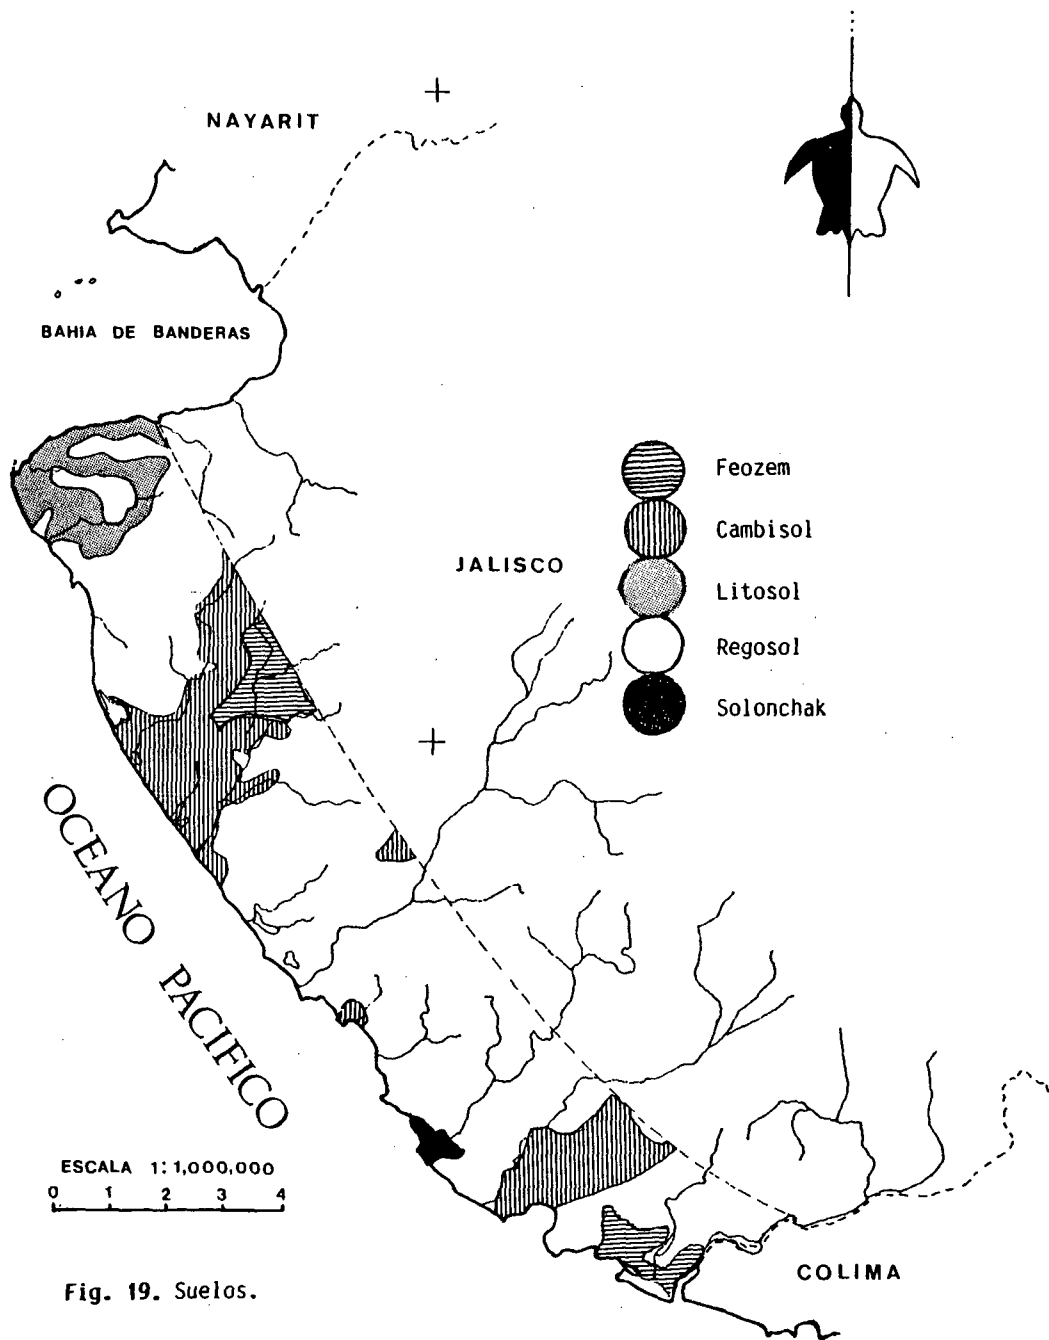 NAYARIT
BAHIA DE BANDERAS
JALISCO
Feozem
Cambisol
Litosol
Regosol
Solonchak
OCEANO PACIFICO
ESCALA 1:1,000,000
0 1 2 3 4
COLIMA
Fig. 19. Suelos.